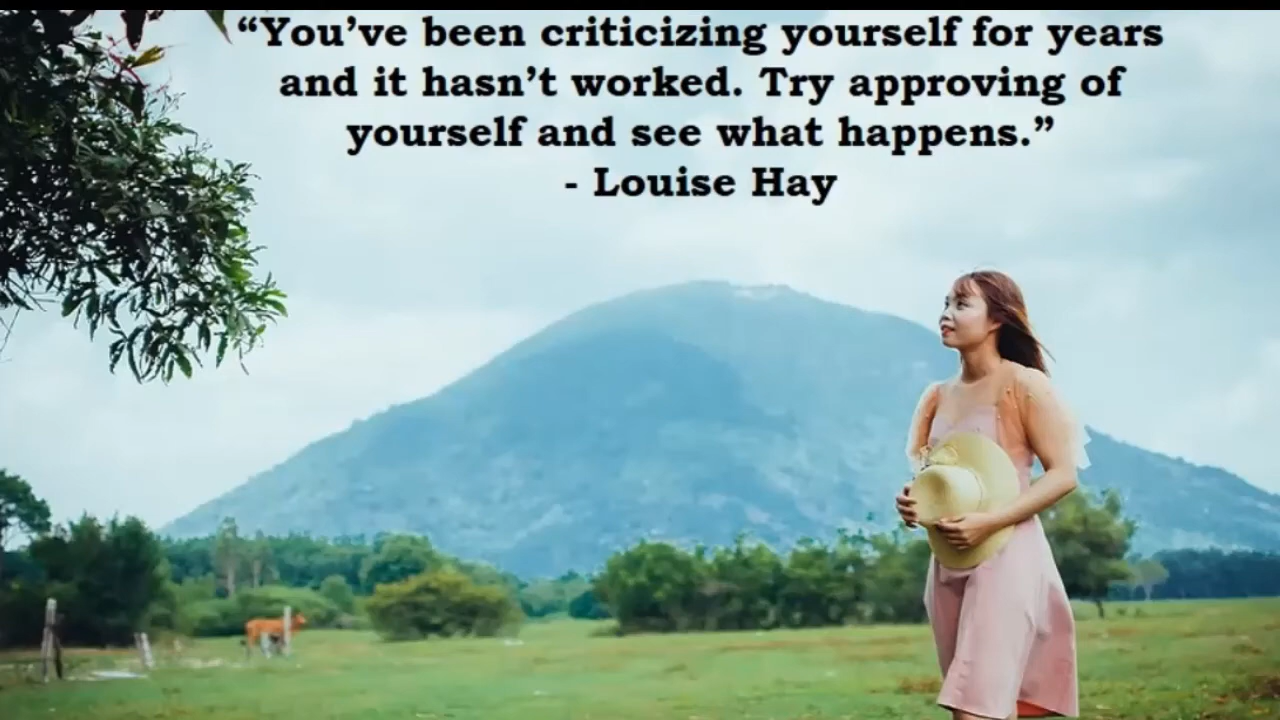 “You’ve been criticizing yourself for years
and it hasn’t worked. Try approving of
yourself and see what happens.”
- Louise Hay